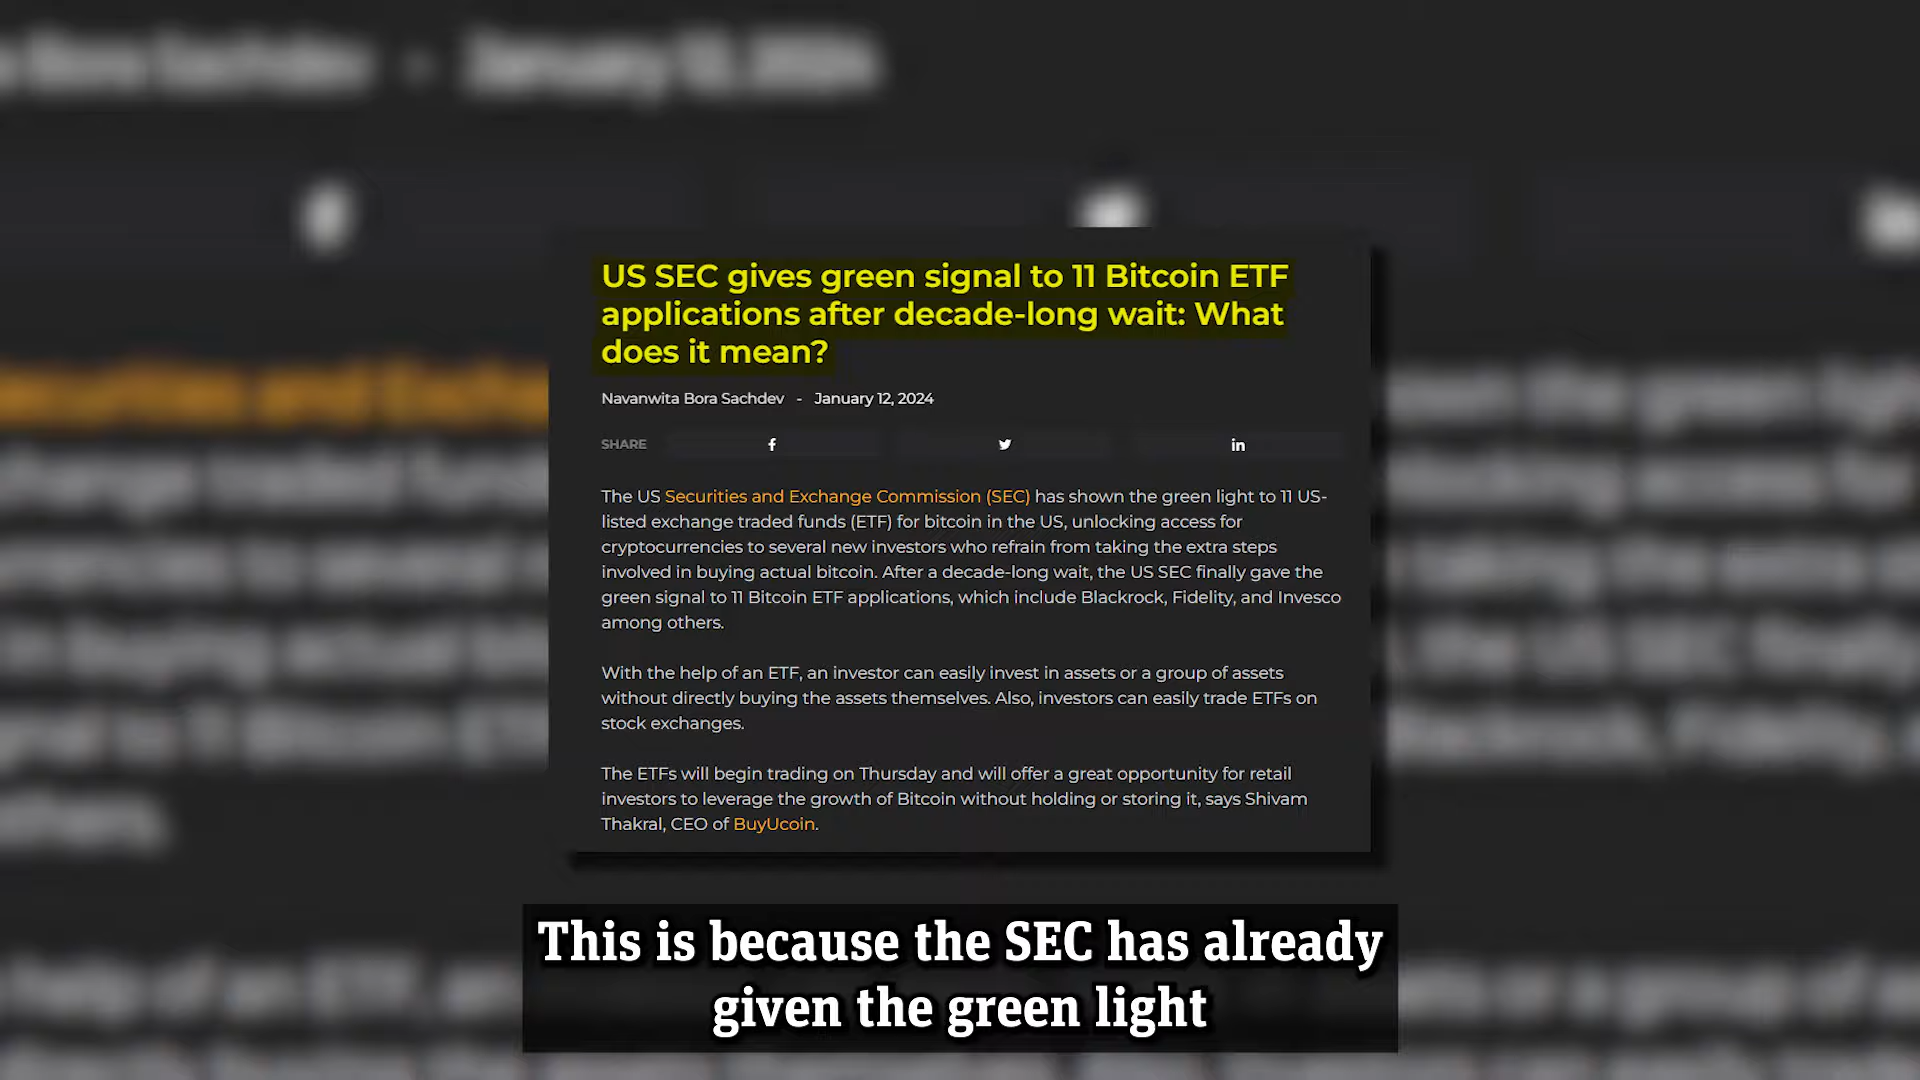 US SEC gives green signal to 11 Bitcoin ETF
applications after decade-long wait: What
does it mean?
Navanwita Bora Sachdev - January 12, 2024
SHARE
The US Securities and Exchange Commission (SEC) has shown the green light to 11 US-
listed exchange traded funds (ETF) for bitcoin in the US, unlocking access for
cryptocurrencies to several new investors who refrain from taking the extra steps
involved in buying actual bitcoin. After a decade-long wait, the US SEC finally gave the
green signal to 11 Bitcoin ETF applications, which include Blackrock, Fidelity, and Invesco
among others.
With the help of an ETF, an investor can easily invest in assets or a group of assets
without directly buying the assets themselves. Also, investors can easily trade ETFs on
stock exchanges.
The ETFs will begin trading on Thursday and will offer a great opportunity for retail
investors to leverage the growth of Bitcoin without holding or storing it, says Shivam
Thakral, CEO of BuyUcoin.
This is because the SEC has already
given the green light